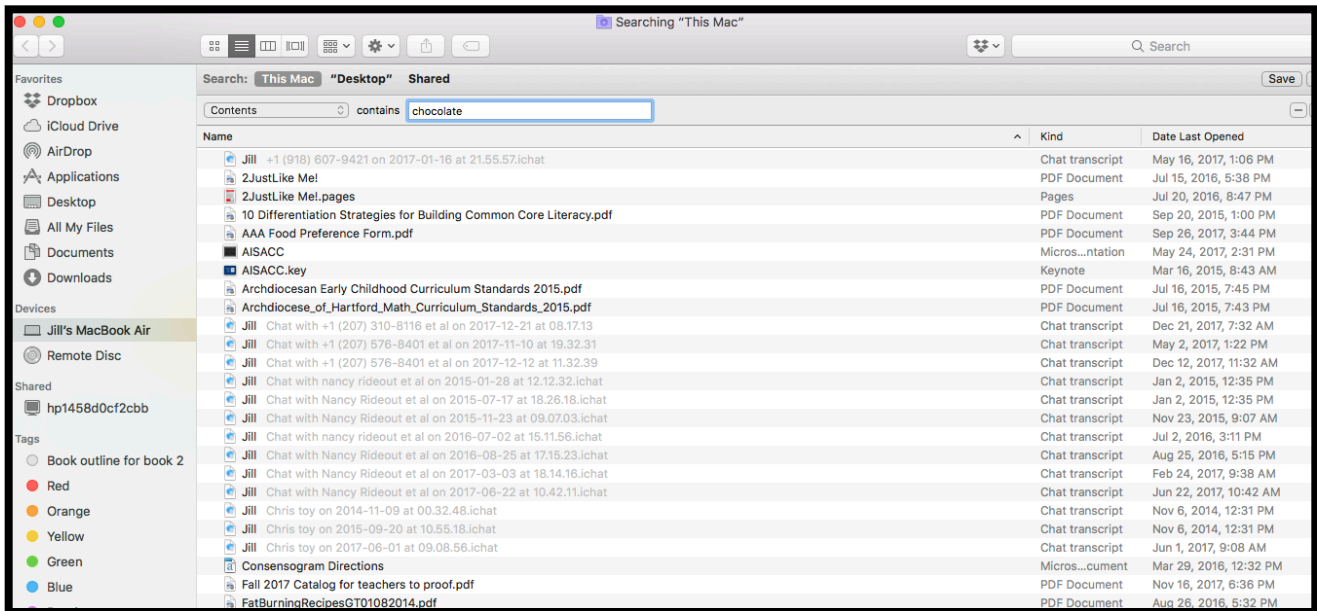 Searching “This Mac”
Search
Favorites
Dropbox
iCloud Drive
AirDrop
Applications
Desktop
All My Files
Documents
Downloads
Devices
Jill's MacBook Air
Remote Disc
Shared
hp1458d0cf2cbb
Tags
Book outline for book 2
Red
Orange
Yellow
Green
Blue
Search: This Mac “Desktop” Shared Save
Contents contains chocolate
Name Kind Date Last Opened
Jill +1 (918) 607-9421 on 2017-01-16 at 21.55.57.ichat Chat transcript May 16, 2017, 1:06 PM
2JustLike Me! PDF Document Jul 15, 2016, 5:38 PM
2JustLike Me!.pages Pages Jul 20, 2016, 8:47 PM
10 Differentiation Strategies for Building Common Core Literacy.pdf PDF Document Sep 20, 2015, 1:00 PM
AAA Food Preference Form.pdf PDF Document Sep 26, 2017, 3:44 PM
AISACC Micros...ntation May 24, 2017, 2:31 PM
AISACC.key Keynote Mar 16, 2015, 8:43 AM
Archdiocesan Early Childhood Curriculum Standards 2015.pdf PDF Document Jul 16, 2015, 7:45 PM
Archdiocese_of_Hartford_Math_Curriculum_Standards_2015.pdf PDF Document Jul 16, 2015, 7:43 PM
Jill Chat with +1 (207) 310-8116 et al on 2017-12-21 at 08.17.13 Chat transcript Dec 21, 2017, 7:32 AM
Jill Chat with +1 (207) 576-8401 et al on 2017-11-10 at 19.32.31 Chat transcript May 2, 2017, 1:22 PM
Jill Chat with +1 (207) 576-8401 et al on 2017-12-12 at 11.32.39 Chat transcript Dec 12, 2017, 11:32 AM
Jill Chat with nancy rideout et al on 2015-01-28 at 12.12.32.ichat Chat transcript Jan 2, 2015, 12:35 PM
Jill Chat with Nancy Rideout et al on 2015-07-17 at 18.26.18.ichat Chat transcript Jan 2, 2015, 12:35 PM
Jill Chat with Nancy Rideout et al on 2015-11-23 at 09.07.03.ichat Chat transcript Nov 23, 2015, 9:07 AM
Jill Chat with nancy rideout et al on 2016-07-02 at 15.11.56.ichat Chat transcript Jul 2, 2016, 3:11 PM
Jill Chat with Nancy Rideout et al on 2016-08-25 at 17.15.23.ichat Chat transcript Aug 25, 2016, 5:15 PM
Jill Chat with Nancy Rideout et al on 2017-03-03 at 18.14.16.ichat Chat transcript Feb 24, 2017, 9:38 AM
Jill Chat with Nancy Rideout et al on 2017-06-22 at 10.42.11.ichat Chat transcript Jun 22, 2017, 10:42 AM
Jill Chris toy on 2014-11-09 at 00.32.48.ichat Chat transcript Nov 6, 2014, 12:31 PM
Jill Chris toy on 2015-09-20 at 10.55.18.ichat Chat transcript Nov 6, 2014, 12:31 PM
Jill Chris toy on 2017-06-01 at 09.08.56.ichat Chat transcript Jun 1, 2017, 9:08 AM
Consensogram Directions Micros...cument Mar 29, 2016, 12:32 PM
Fall 2017 Catalog for teachers to proof.pdf PDF Document Nov 16, 2017, 6:36 PM
FatBurningRecipesGT01082014.pdf PDF Document Aug 26, 2016, 5:32 PM